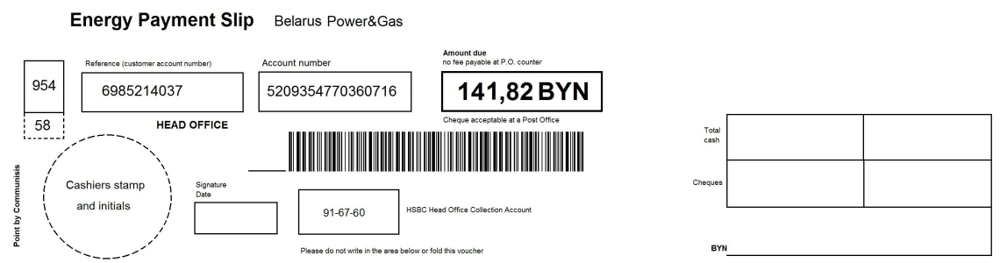 Energy Payment Slip Belarus Power&Gas
Amount due
no fee payable at P.O. counter
Reference (customer account number) Account number
954 6985214037 5209354770360716 141,82 BYN
58 HEAD OFFICE Cheque acceptable at a Post Office
Total
cash
Point by Communisis
Cashiers stamp
and initials
Signature
Date
Cheques
91-67-60 HSBC Head Office Collection Account
Please do not write in the area below or fold this voucher
BYN